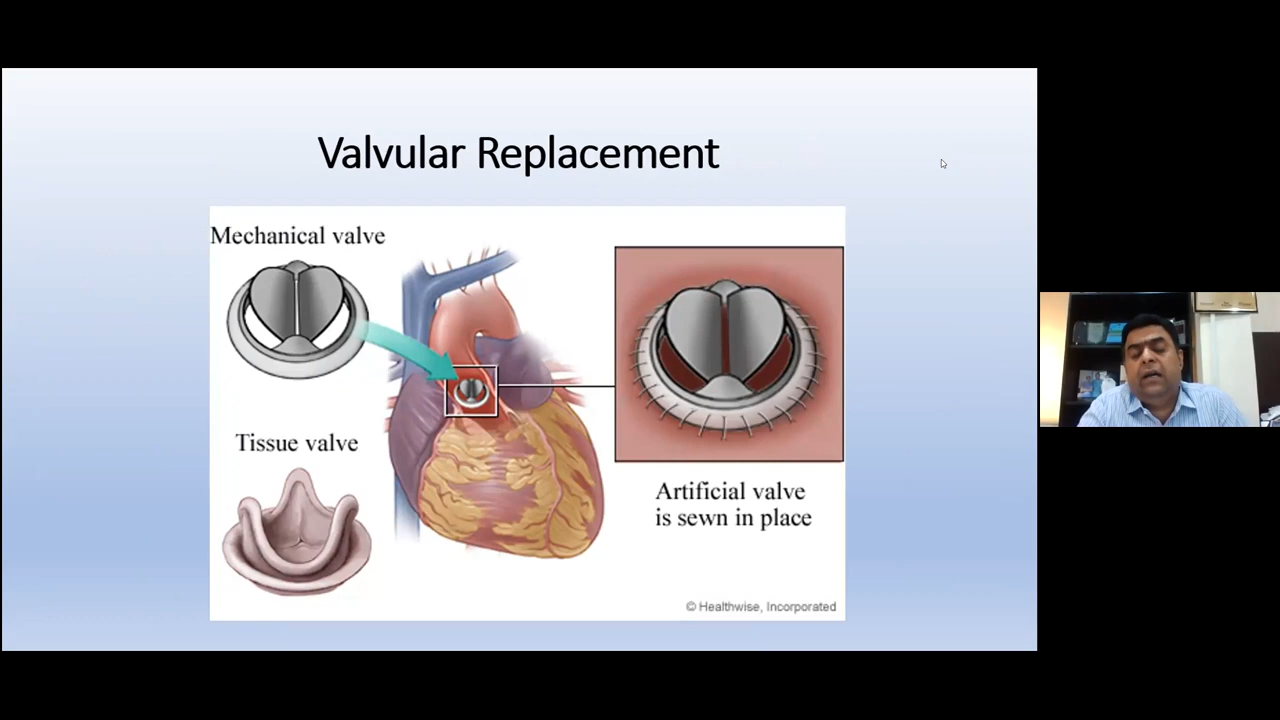 Valvular Replacement
Mechanical valve
Tissue valve
Artificial valve
is sewn in place
© Healthwise, Incorporated